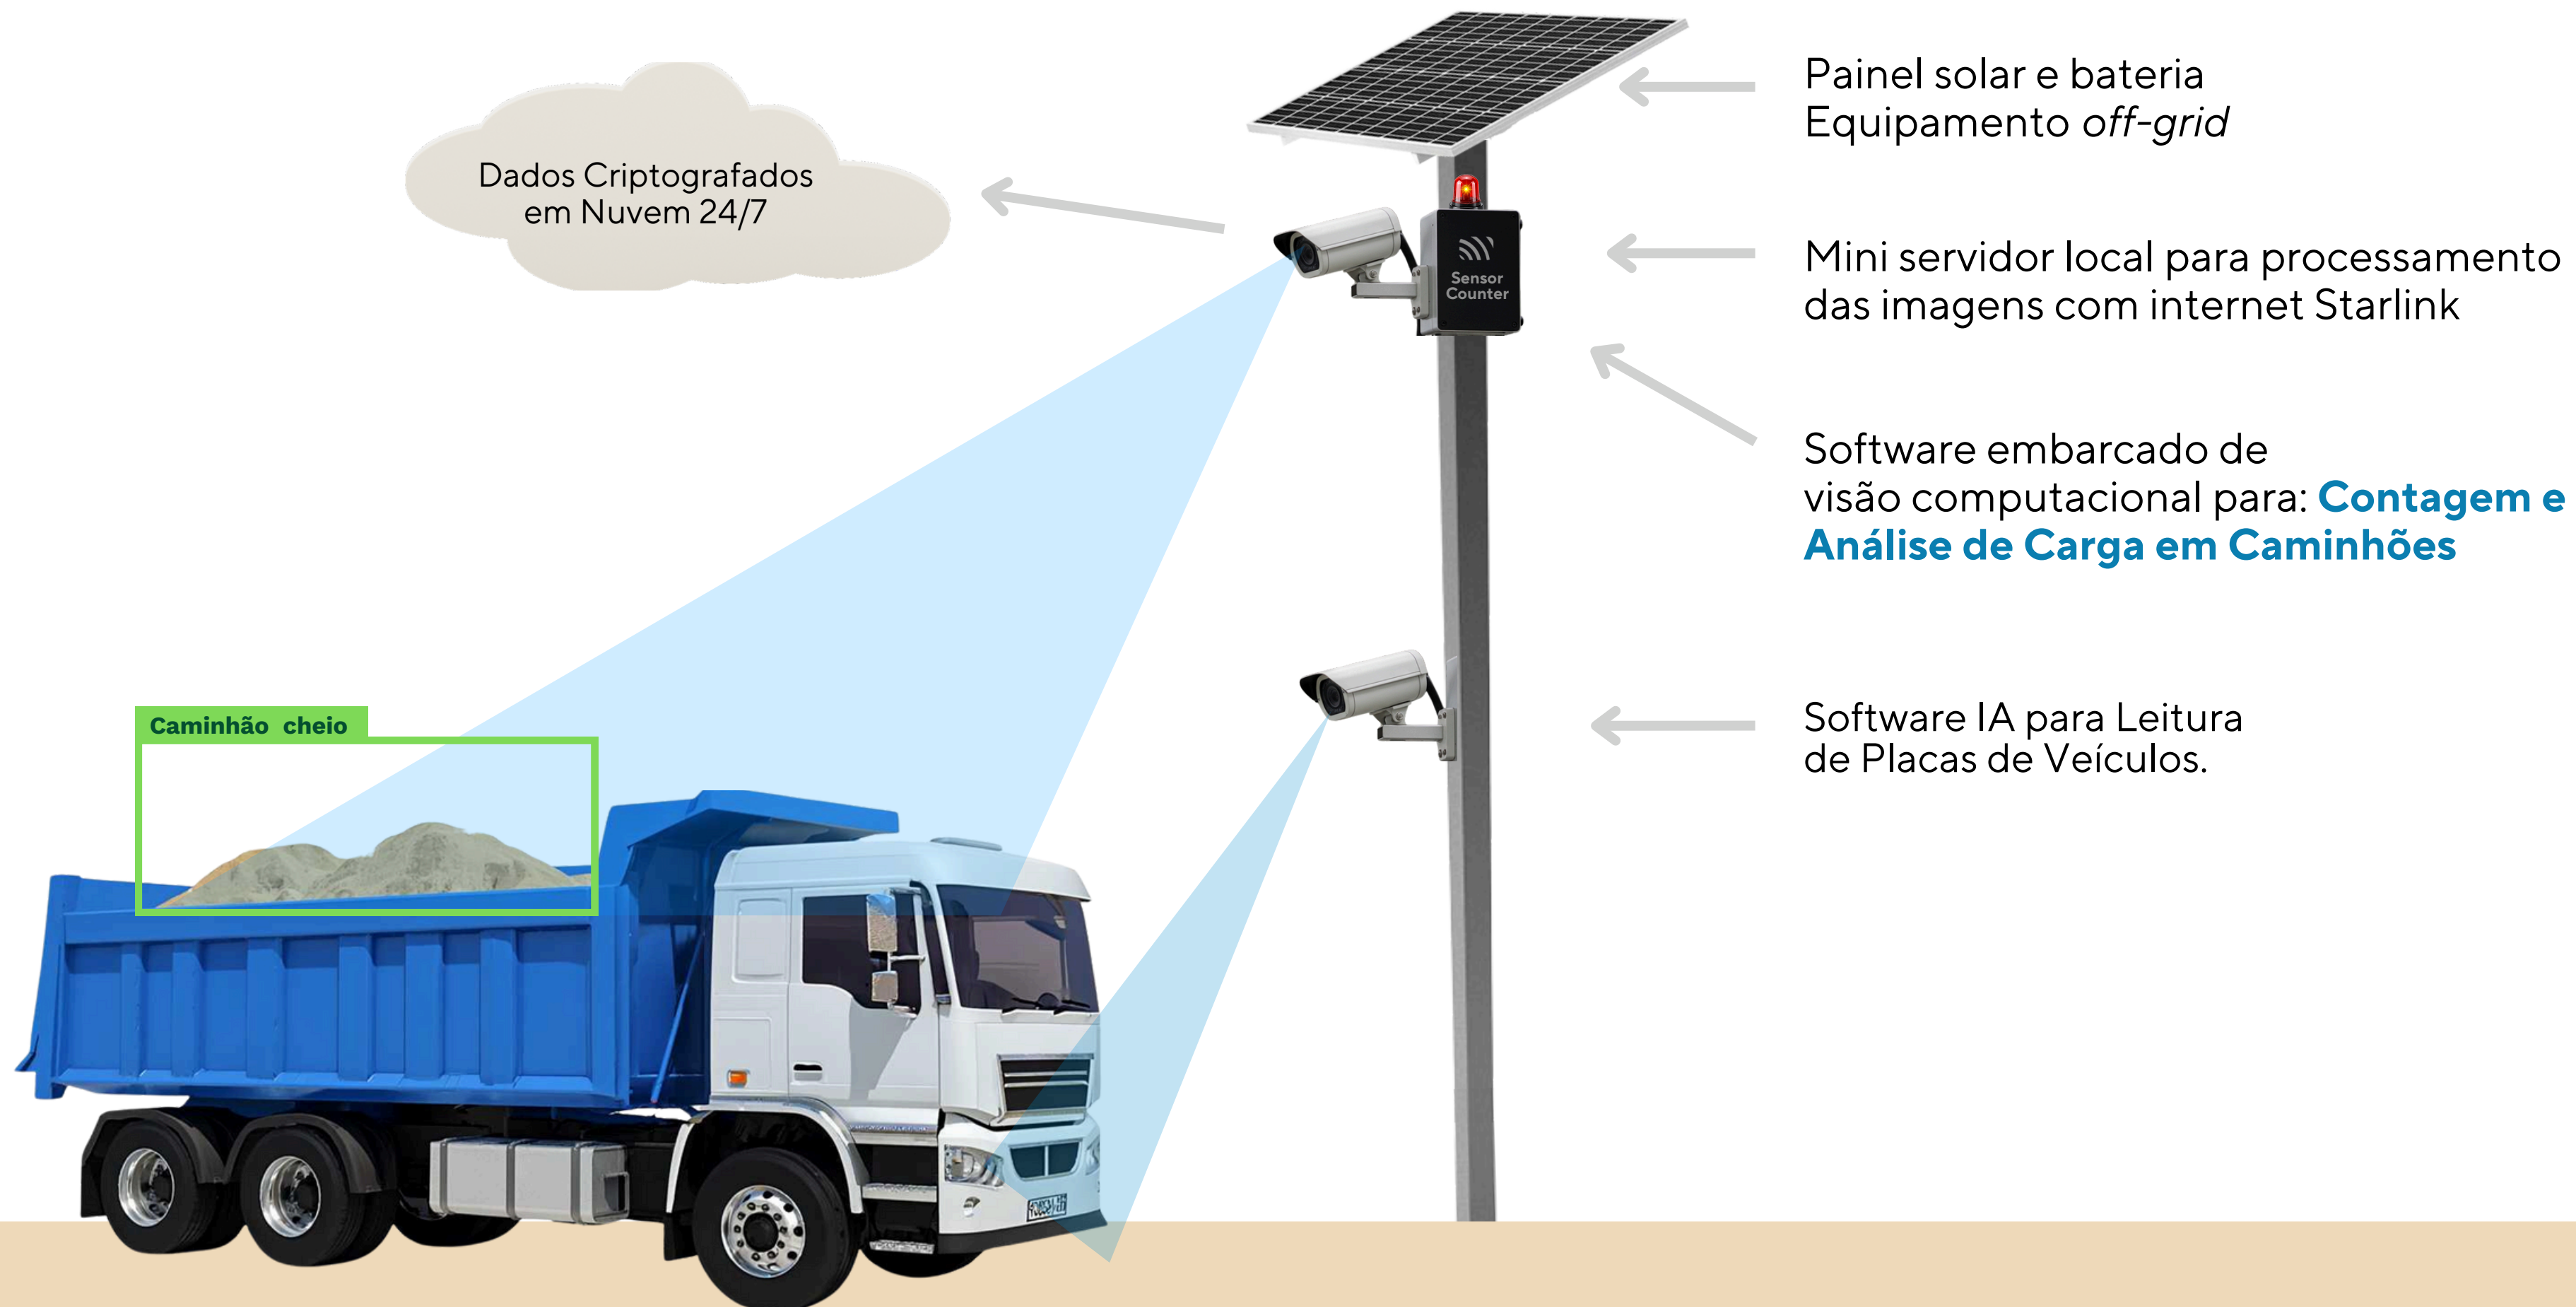 Painel solar e bateria
Equipamento off-grid
Dados Criptografados
em Nuvem 24/7
Sensor
Counter
Mini servidor local para processamento
das imagens com internet Starlink
Software embarcado de
visão computacional para: Contagem e
Análise de Carga em Caminhões
Caminhão cheio
Software IA para Leitura
de Placas de Veículos.